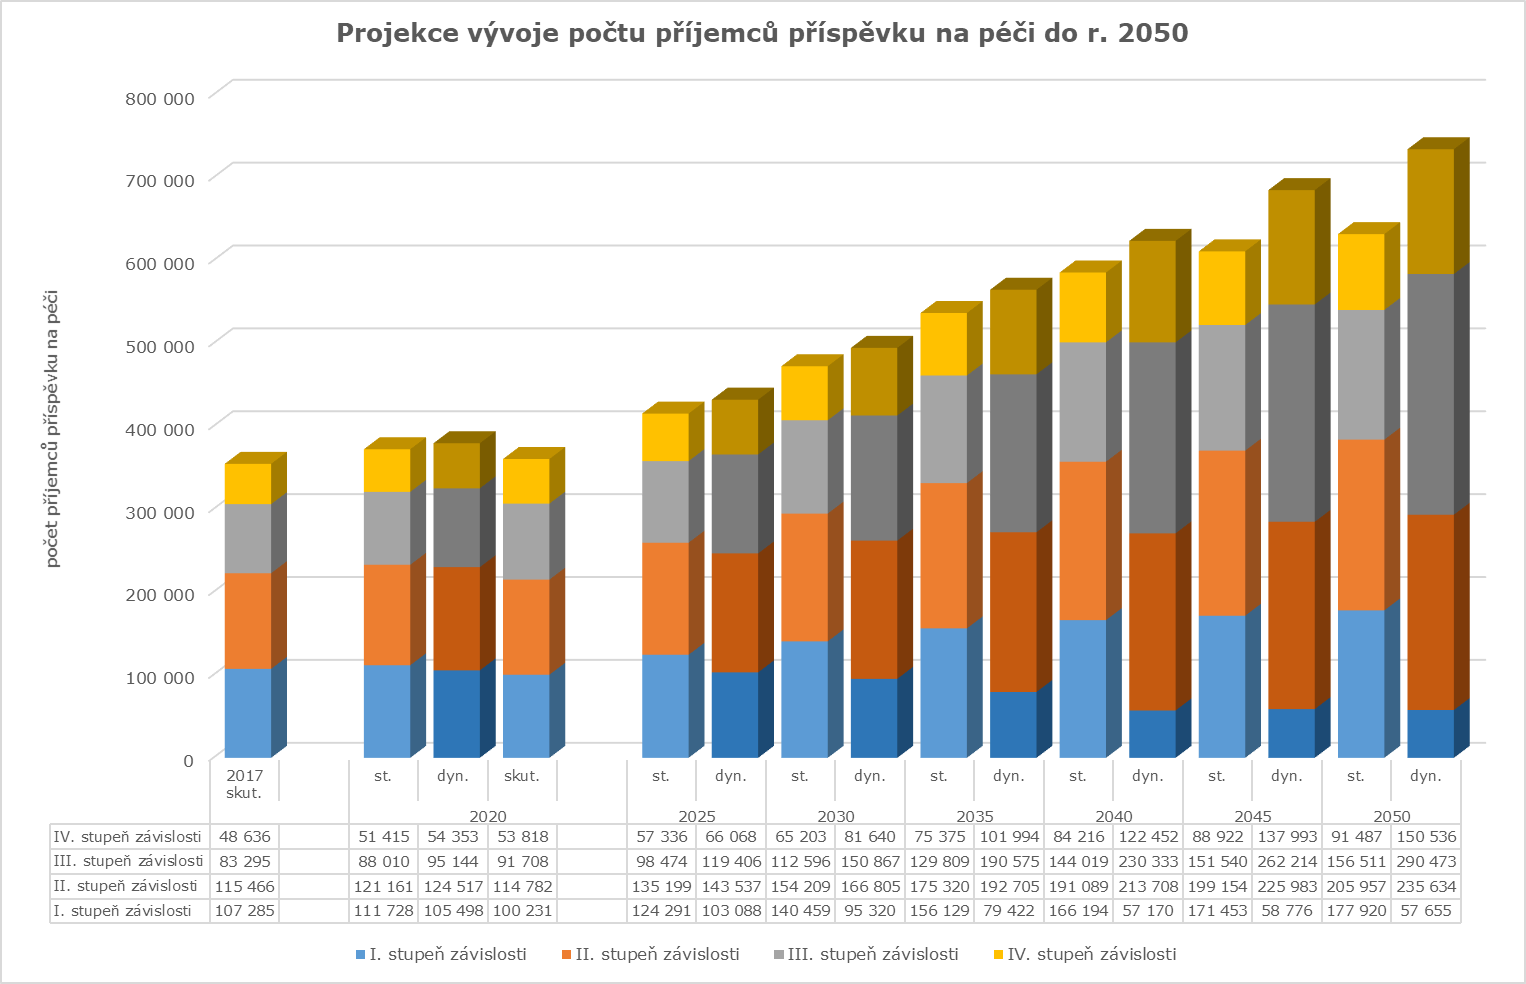 Projekce vývoje počtu příjemců příspěvku na péči do r. 2050
počet příjemců příspěvku na péči
800 000
700 000
600 000
500 000
400 000
300 000
200 000
100 000
0
2017 skut. st. dyn. skut. st. dyn. st. dyn. st. dyn. st. dyn. st. dyn. st. dyn.
2020 2025 2030 2035 2040 2045 2050
IV. stupeň závislosti 48 636 51 415 54 353 53 818 57 336 66 068 65 203 81 640 75 375 101 994 84 216 122 452 88 922 137 993 91 487 150 536
III. stupeň závislosti 83 295 88 010 95 144 91 708 98 474 119 406 112 596 150 867 129 809 190 575 144 019 230 333 151 540 262 214 156 511 290 473
II. stupeň závislosti 115 466 121 161 124 517 114 782 135 199 143 537 154 209 166 805 175 320 192 705 191 089 213 708 199 154 225 983 205 957 235 634
I. stupeň závislosti 107 285 111 728 105 498 100 231 124 291 103 088 140 459 95 320 156 129 79 422 166 194 57 170 171 453 58 776 177 920 57 655
I. stupeň závislosti II. stupeň závislosti III. stupeň závislosti IV. stupeň závislosti